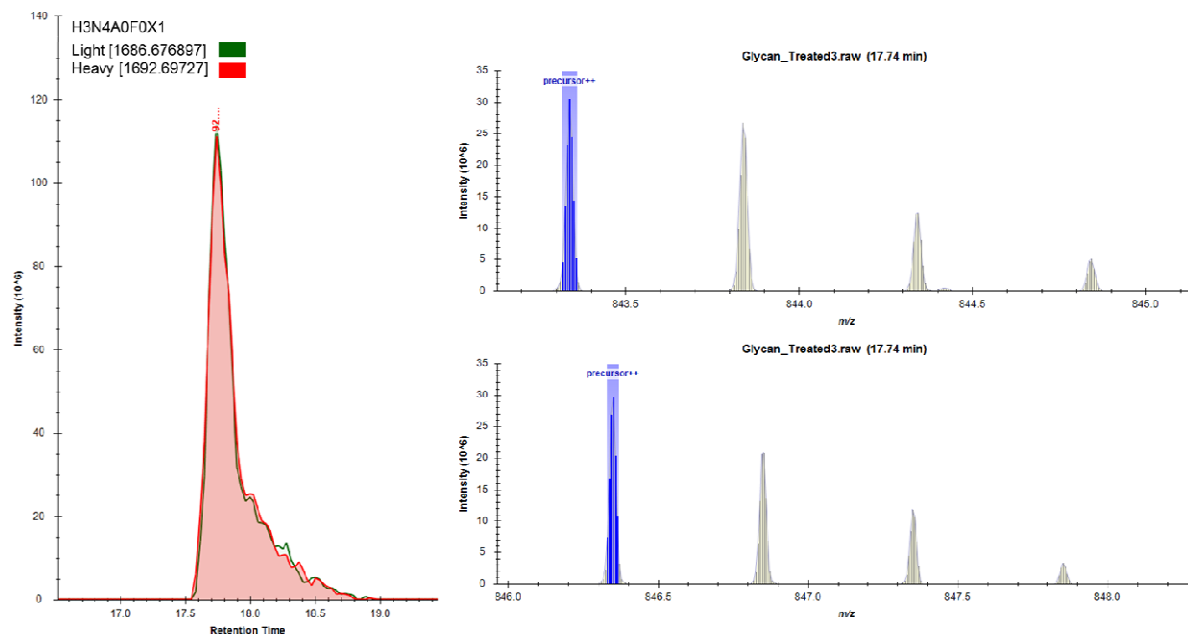 H3N4A0F0X1
Light [1686.676897]
Heavy [1692.69727]
92....
140
120
100
80
60
40
20
0
Intensity (10^6)
17.0 17.5 18.0 18.5 19.0
Retention Time
Glycan_Treated3.raw (17.74 min)
precursor++
35
30
25
20
15
10
5
0
Intensity (10^6)
843.5 844.0 844.5 845.0
m/z
Glycan_Treated3.raw (17.74 min)
precursor++
35
30
25
20
15
10
5
0
Intensity (10^6)
846.0 846.5 847.0 847.5 848.0
m/z